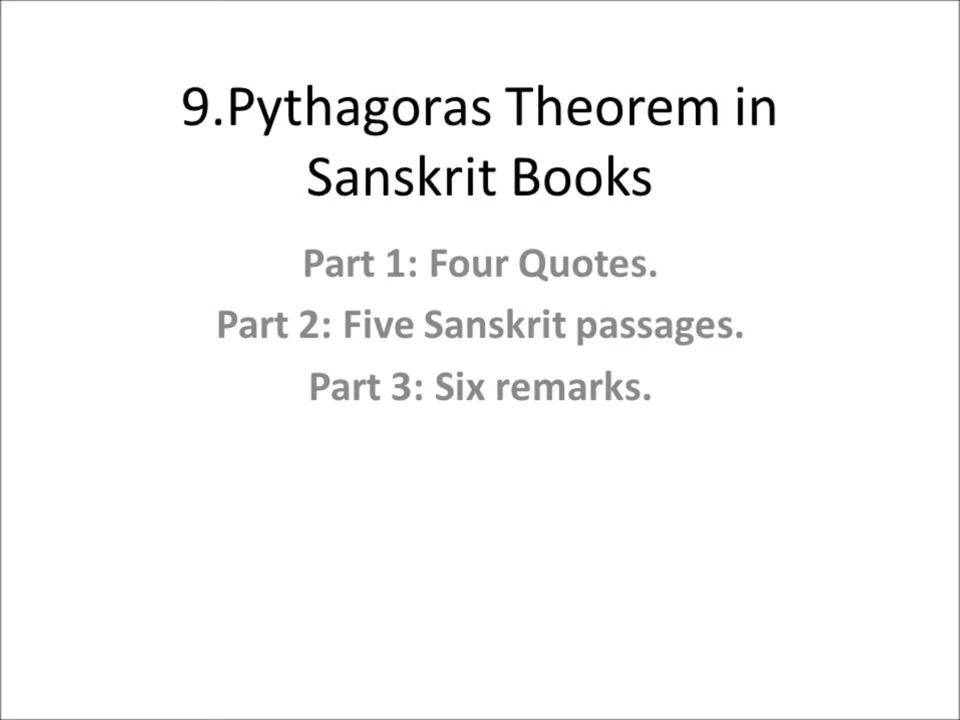 9.Pythagoras Theorem in
Sanskrit Books
Part 1: Four Quotes.
Part 2: Five Sanskrit passages.
Part 3: Six remarks.